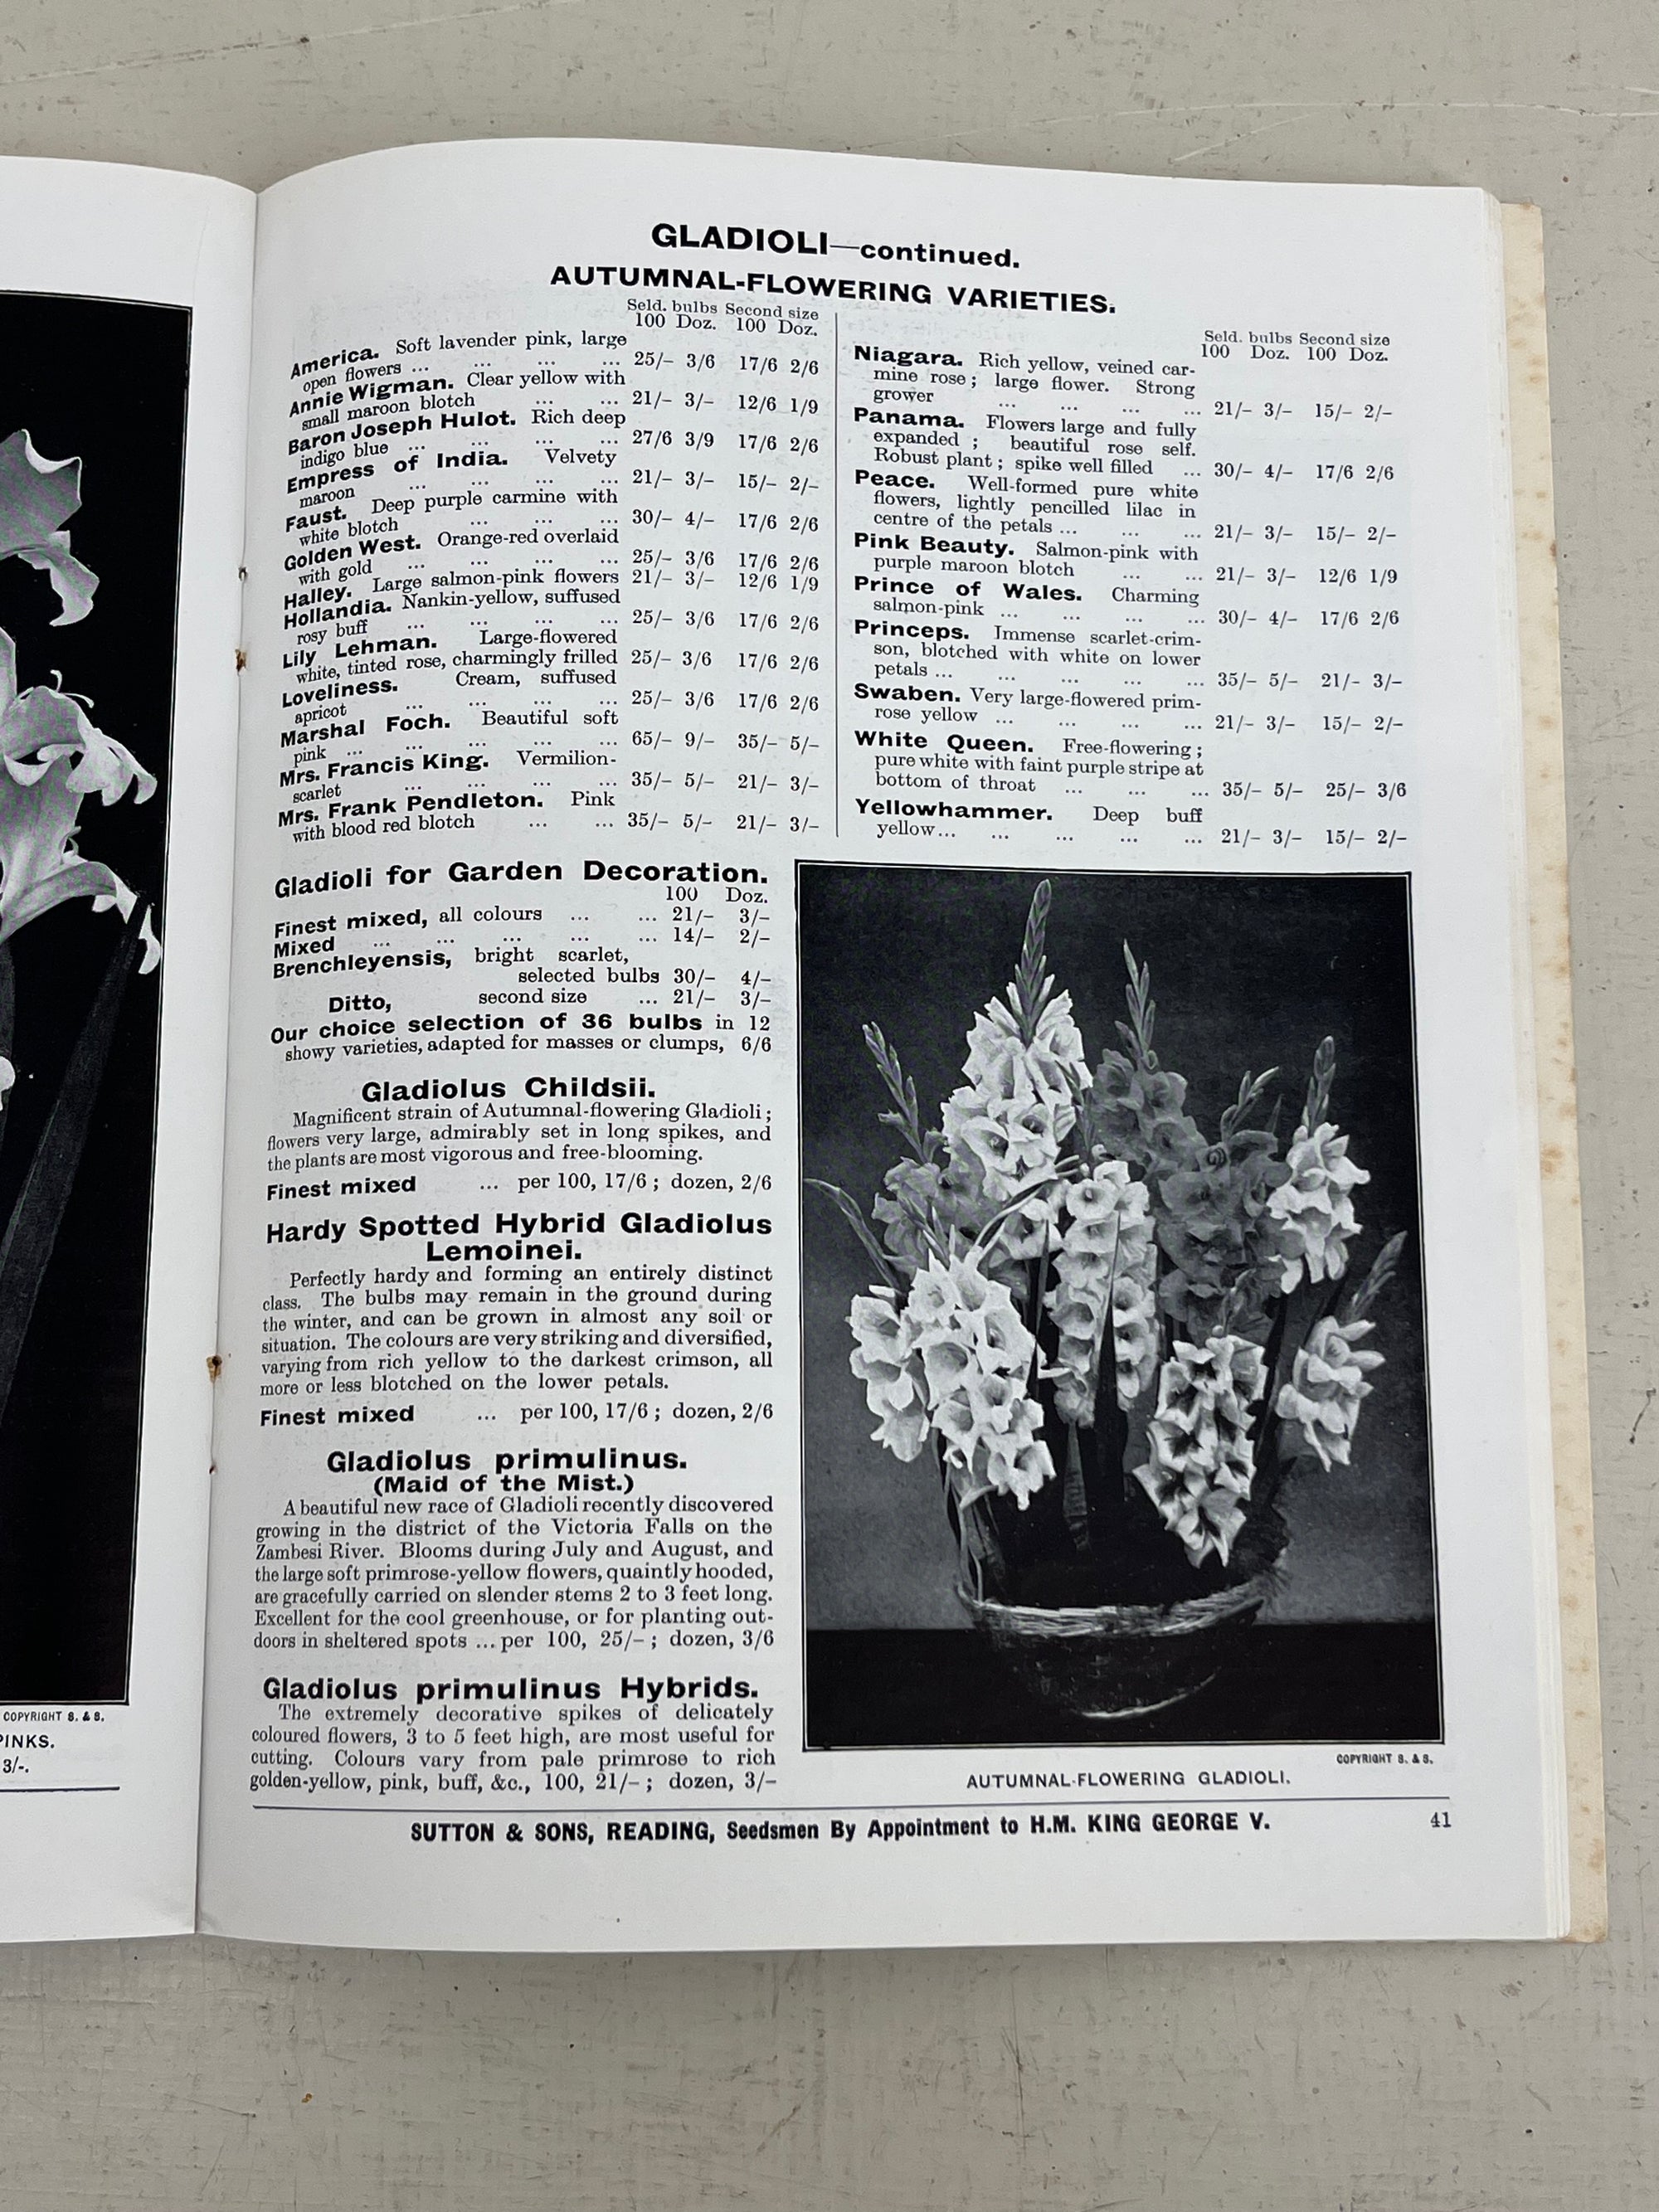 GLADIOLI—continued.
AUTUMNAL-FLOWERING VARIETIES.
Seld. bulbs Second size
100 Doz. 100 Doz.
America. Soft lavender pink, large
open flowers ... ... ... 25/– 3/6 17/6 2/6
Annie Wigman. Clear yellow with
small maroon blotch ... ... 21/– 3/– 12/6 1/9
Baron Joseph Hulot. Rich deep
indigo blue ... ... ... ... 27/6 3/9 17/6 2/6
Empress of India. Velvety
maroon ... ... ... ... 21/– 3/– 15/– 2/–
Faust. Deep purple carmine with
white blotch ... ... ... 30/– 4/– 17/6 2/6
Golden West. Orange-red overlaid
with gold ... ... ... ... 25/– 3/6 17/6 2/6
Halley. Large salmon-pink flowers 21/– 3/– 12/6 1/9
Hollandia. Nankin-yellow, suffused
rosy buff ... ... ... ... 25/– 3/6 17/6 2/6
Lily Lehman. Large-flowered
white, tinted rose, charmingly frilled 25/– 3/6 17/6 2/6
Loveliness. Cream, suffused
apricot ... ... ... ... 25/– 3/6 17/6 2/6
Marshal Foch. Beautiful soft
pink ... ... ... ... ... 65/– 9/– 35/– 5/–
Mrs. Francis King. Vermilion-
scarlet ... ... ... 35/– 5/– 21/– 3/–
Mrs. Frank Pendleton. Pink
with blood red blotch ... ... 35/– 5/– 21/– 3/–
Seld. bulbs Second size
100 Doz. 100 Doz.
Niagara. Rich yellow, veined car-
mine rose; large flower. Strong
grower ... ... ... ... 21/– 3/– 15/– 2/–
Panama. Flowers large and fully
expanded; beautiful rose self.
Robust plant; spike well filled ... 30/– 4/– 17/6 2/6
Peace. Well-formed pure white
flowers, lightly pencilled lilac in
centre of the petals ... ... ... 21/– 3/– 15/– 2/–
Pink Beauty. Salmon-pink with
purple maroon blotch ... ... 21/– 3/– 12/6 1/9
Prince of Wales. Charming
salmon-pink ... ... ... ... 30/– 4/– 17/6 2/6
Princeps. Immense scarlet-crim-
son, blotched with white on lower
petals ... ... ... ... ... 35/– 5/– 21/– 3/–
Swaben. Very large-flowered prim-
rose yellow ... ... ... ... 21/– 3/– 15/– 2/–
White Queen. Free-flowering;
pure white with faint purple stripe at
bottom of throat ... ... ... 35/– 5/– 25/– 3/6
Yellowhammer. Deep buff
yellow... ... ... ... ... 21/– 3/– 15/– 2/–
Gladioli for Garden Decoration.
100 Doz.
Finest mixed, all colours ... ... 21/– 3/–
Mixed ... ... ... ... ... 14/– 2/–
Brenchleyensis, bright scarlet,
selected bulbs 30/– 4/–
Ditto, second size ... 21/– 3/–
Our choice selection of 36 bulbs in 12
showy varieties, adapted for masses or clumps, 6/6
Gladiolus Childsii.
Magnificent strain of Autumnal-flowering Gladioli;
flowers very large, admirably set in long spikes, and
the plants are most vigorous and free-blooming.
Finest mixed ... per 100, 17/6; dozen, 2/6
Hardy Spotted Hybrid Gladiolus
Lemoinei.
Perfectly hardy and forming an entirely distinct
class. The bulbs may remain in the ground during
the winter, and can be grown in almost any soil or
situation. The colours are very striking and diversified,
varying from rich yellow to the darkest crimson, all
more or less blotched on the lower petals.
Finest mixed ... per 100, 17/6; dozen, 2/6
Gladiolus primulinus.
(Maid of the Mist.)
A beautiful new race of Gladioli recently discovered
growing in the district of the Victoria Falls on the
Zambesi River. Blooms during July and August, and
the large soft primrose-yellow flowers, quaintly hooded,
are gracefully carried on slender stems 2 to 3 feet long.
Excellent for the cool greenhouse, or for planting out-
doors in sheltered spots ... per 100, 25/–; dozen, 3/6
Gladiolus primulinus Hybrids.
The extremely decorative spikes of delicately
coloured flowers, 3 to 5 feet high, are most useful for
cutting. Colours vary from pale primrose to rich
golden-yellow, pink, buff, &c., 100, 21/–; dozen, 3/–
COPYRIGHT S. & S.
AUTUMNAL-FLOWERING GLADIOLI.
SUTTON & SONS, READING, Seedsmen By Appointment to H.M. KING GEORGE V. 41
COPYRIGHT S. & S.
PINKS.
3/-.